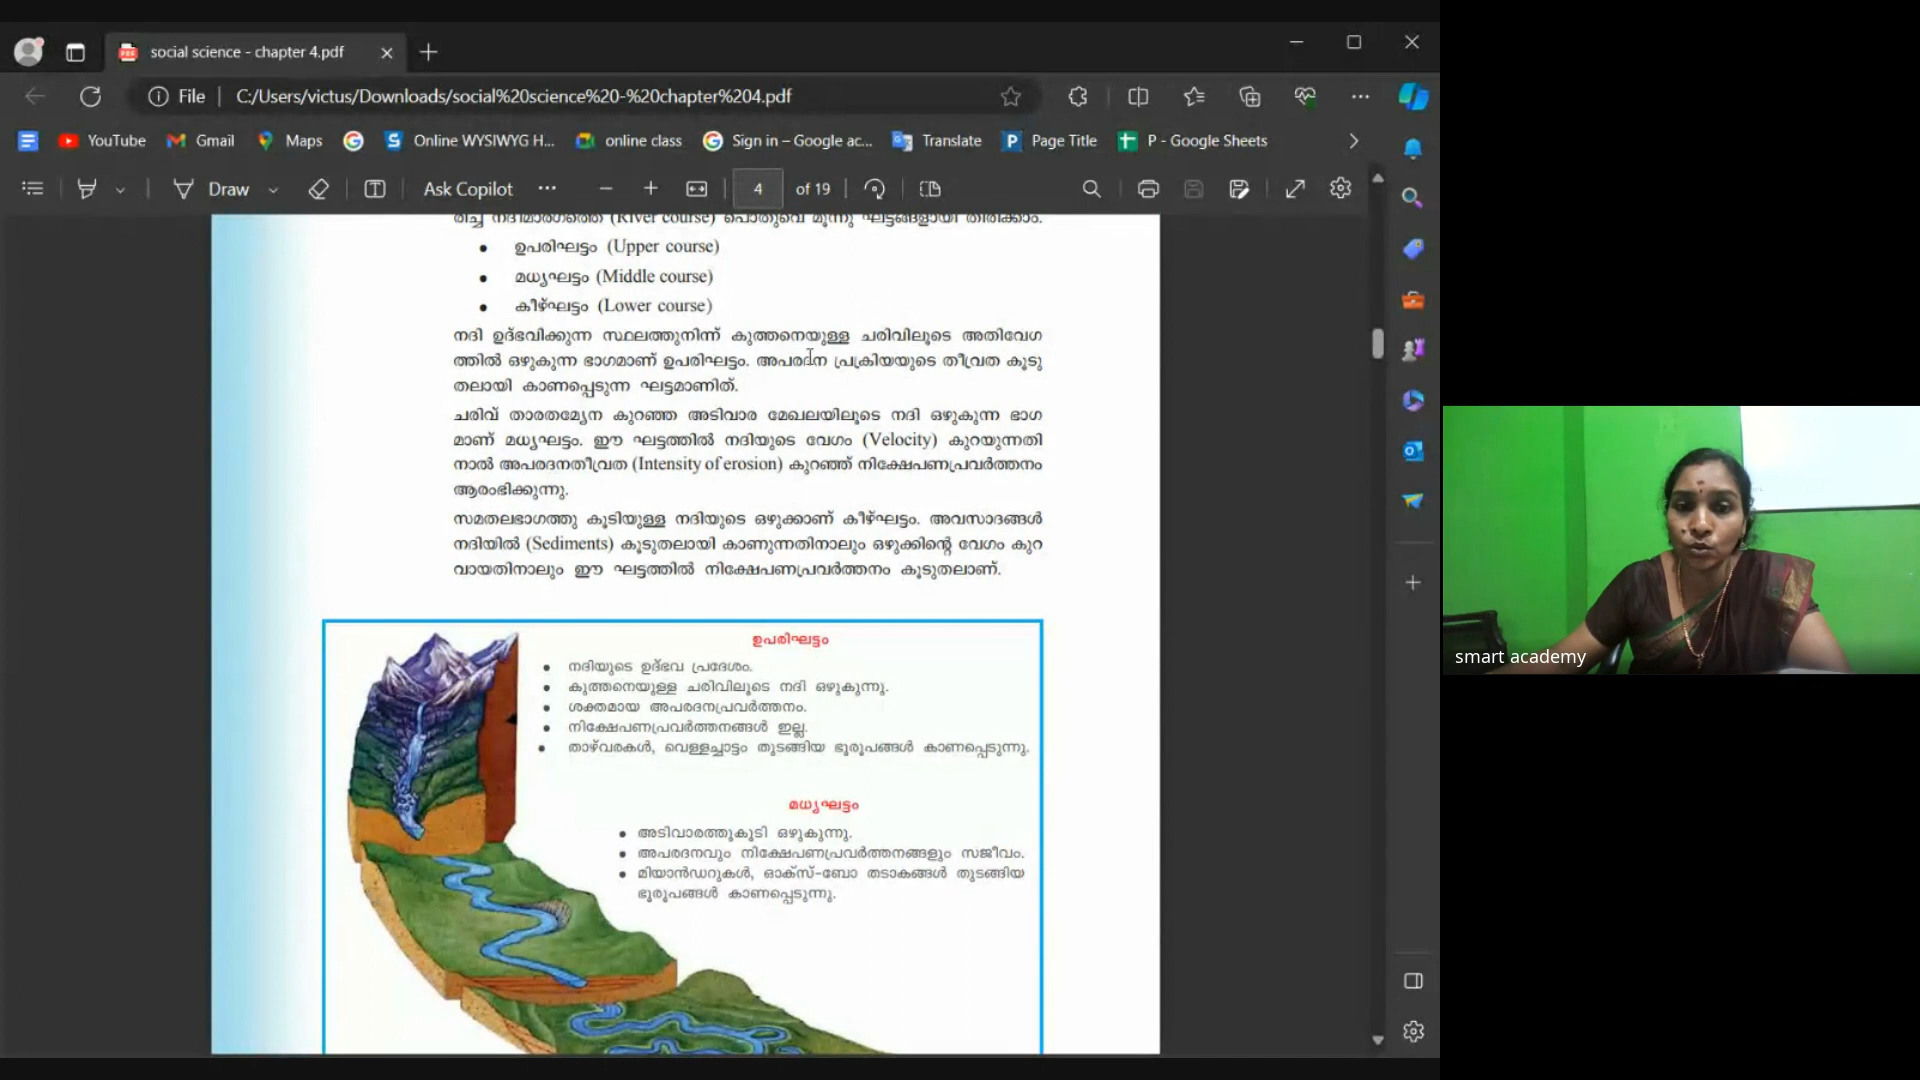 social science - chapter 4.pdf
File
C:/Users/victus/Downloads/social%20science%20-%20chapter%204.pdf
YouTube
Gmail
Maps
Online WYSIWYG H...
online class
Sign in – Google ac...
Translate
Page Title
P - Google Sheets
Draw
Ask Copilot
4 of 19
രിച്ച് നദിമാർഗത്തെ (River course) പൊതുവെ മൂന്നു ഘട്ടങ്ങളായി തിരിക്കാം.
• ഉപരിഘട്ടം (Upper course)
• മധ്യഘട്ടം (Middle course)
• കീഴ്ഘട്ടം (Lower course)
നദി ഉദ്ഭവിക്കുന്ന സ്ഥലത്തുനിന്ന് കുത്തനെയുള്ള ചരിവിലൂടെ അതിവേഗ
ത്തിൽ ഒഴുകുന്ന ഭാഗമാണ് ഉപരിഘട്ടം. അപരദന പ്രക്രിയയുടെ തീവ്രത കൂടു
തലായി കാണപ്പെടുന്ന ഘട്ടമാണിത്.
ചരിവ് താരതമ്യേന കുറഞ്ഞ അടിവാര മേഖലയിലൂടെ നദി ഒഴുകുന്ന ഭാഗ
മാണ് മധ്യഘട്ടം. ഈ ഘട്ടത്തിൽ നദിയുടെ വേഗം (Velocity) കുറയുന്നതി
നാൽ അപരദനതീവ്രത (Intensity of erosion) കുറഞ്ഞ് നിക്ഷേപണപ്രവർത്തനം
ആരംഭിക്കുന്നു.
സമതലഭാഗത്തു കൂടിയുള്ള നദിയുടെ ഒഴുക്കാണ് കീഴ്ഘട്ടം. അവസാദങ്ങൾ
നദിയിൽ (Sediments) കൂടുതലായി കാണുന്നതിനാലും ഒഴുക്കിന്റെ വേഗം കുറ
വായതിനാലും ഈ ഘട്ടത്തിൽ നിക്ഷേപണപ്രവർത്തനം കൂടുതലാണ്.
ഉപരിഘട്ടം
• നദിയുടെ ഉദ്ഭവ പ്രദേശം.
• കുത്തനെയുള്ള ചരിവിലൂടെ നദി ഒഴുകുന്നു.
• ശക്തമായ അപരദനപ്രവർത്തനം.
• നിക്ഷേപണപ്രവർത്തനങ്ങൾ ഇല്ല.
• താഴ്‌വരകൾ, വെള്ളച്ചാട്ടം തുടങ്ങിയ ഭൂരൂപങ്ങൾ കാണപ്പെടുന്നു.
മധ്യഘട്ടം
• അടിവാരത്തുകൂടി ഒഴുകുന്നു.
• അപരദനവും നിക്ഷേപണപ്രവർത്തനങ്ങളും സജീവം.
• മിയാൻഡറുകൾ, ഓക്സ്-ബോ തടാകങ്ങൾ തുടങ്ങിയ
ഭൂരൂപങ്ങൾ കാണപ്പെടുന്നു.
smart academy